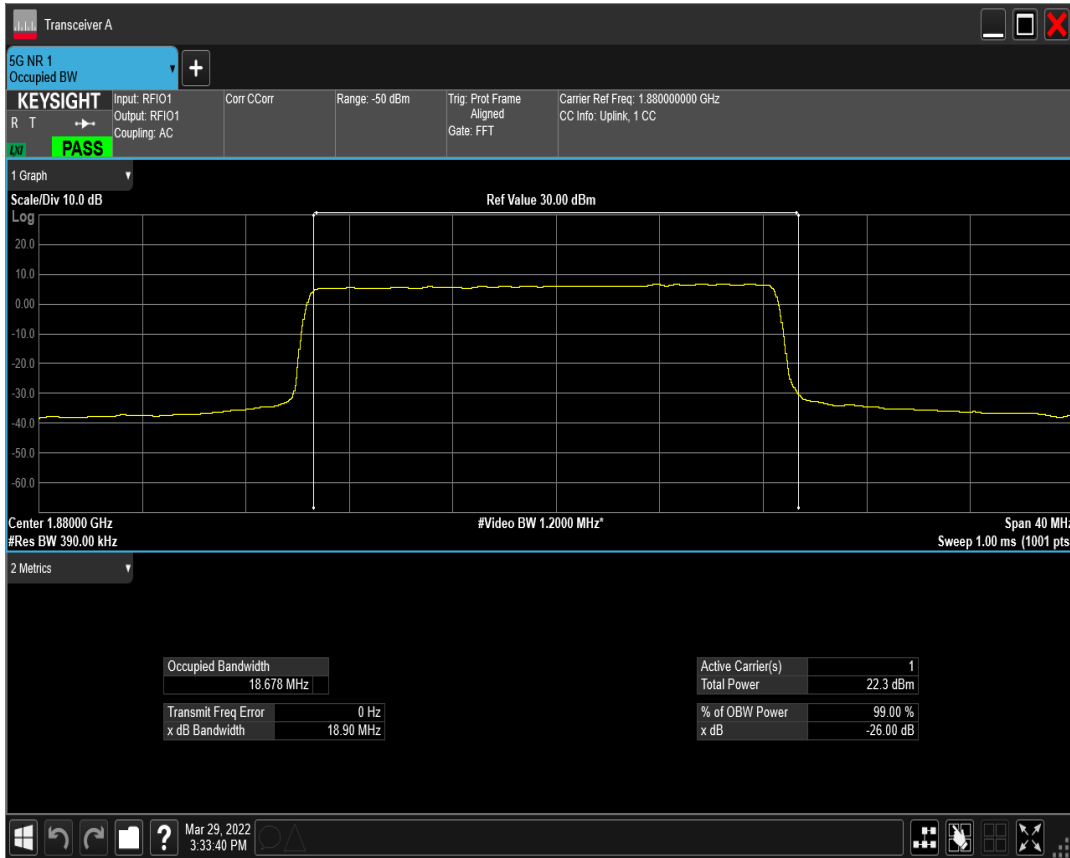 Transceiver A
5G NR 1
Occupied BW
+
KEYSIGHT
R T
LXI
PASS
Input: RFIO1
Output: RFIO1
Coupling: AC
Corr CCorr
Range: -50 dBm
Trig: Prot Frame
Aligned
Gate: FFT
Carrier Ref Freq: 1.880000000 GHz
CC Info: Uplink, 1 CC
1 Graph
Scale/Div 10.0 dB
Ref Value 30.00 dBm
Log
20.0
10.0
0.00
-10.0
-20.0
-30.0
-40.0
-50.0
-60.0
Center 1.88000 GHz
#Video BW 1.2000 MHz*
Span 40 MHz
#Res BW 390.00 kHz
Sweep 1.00 ms (1001 pts
2 Metrics
Occupied Bandwidth
18.678 MHz
Transmit Freq Error 0 Hz
x dB Bandwidth 18.90 MHz
Active Carrier(s) 1
Total Power 22.3 dBm
% of OBW Power 99.00 %
x dB -26.00 dB
?
Mar 29, 2022
3:33:40 PM